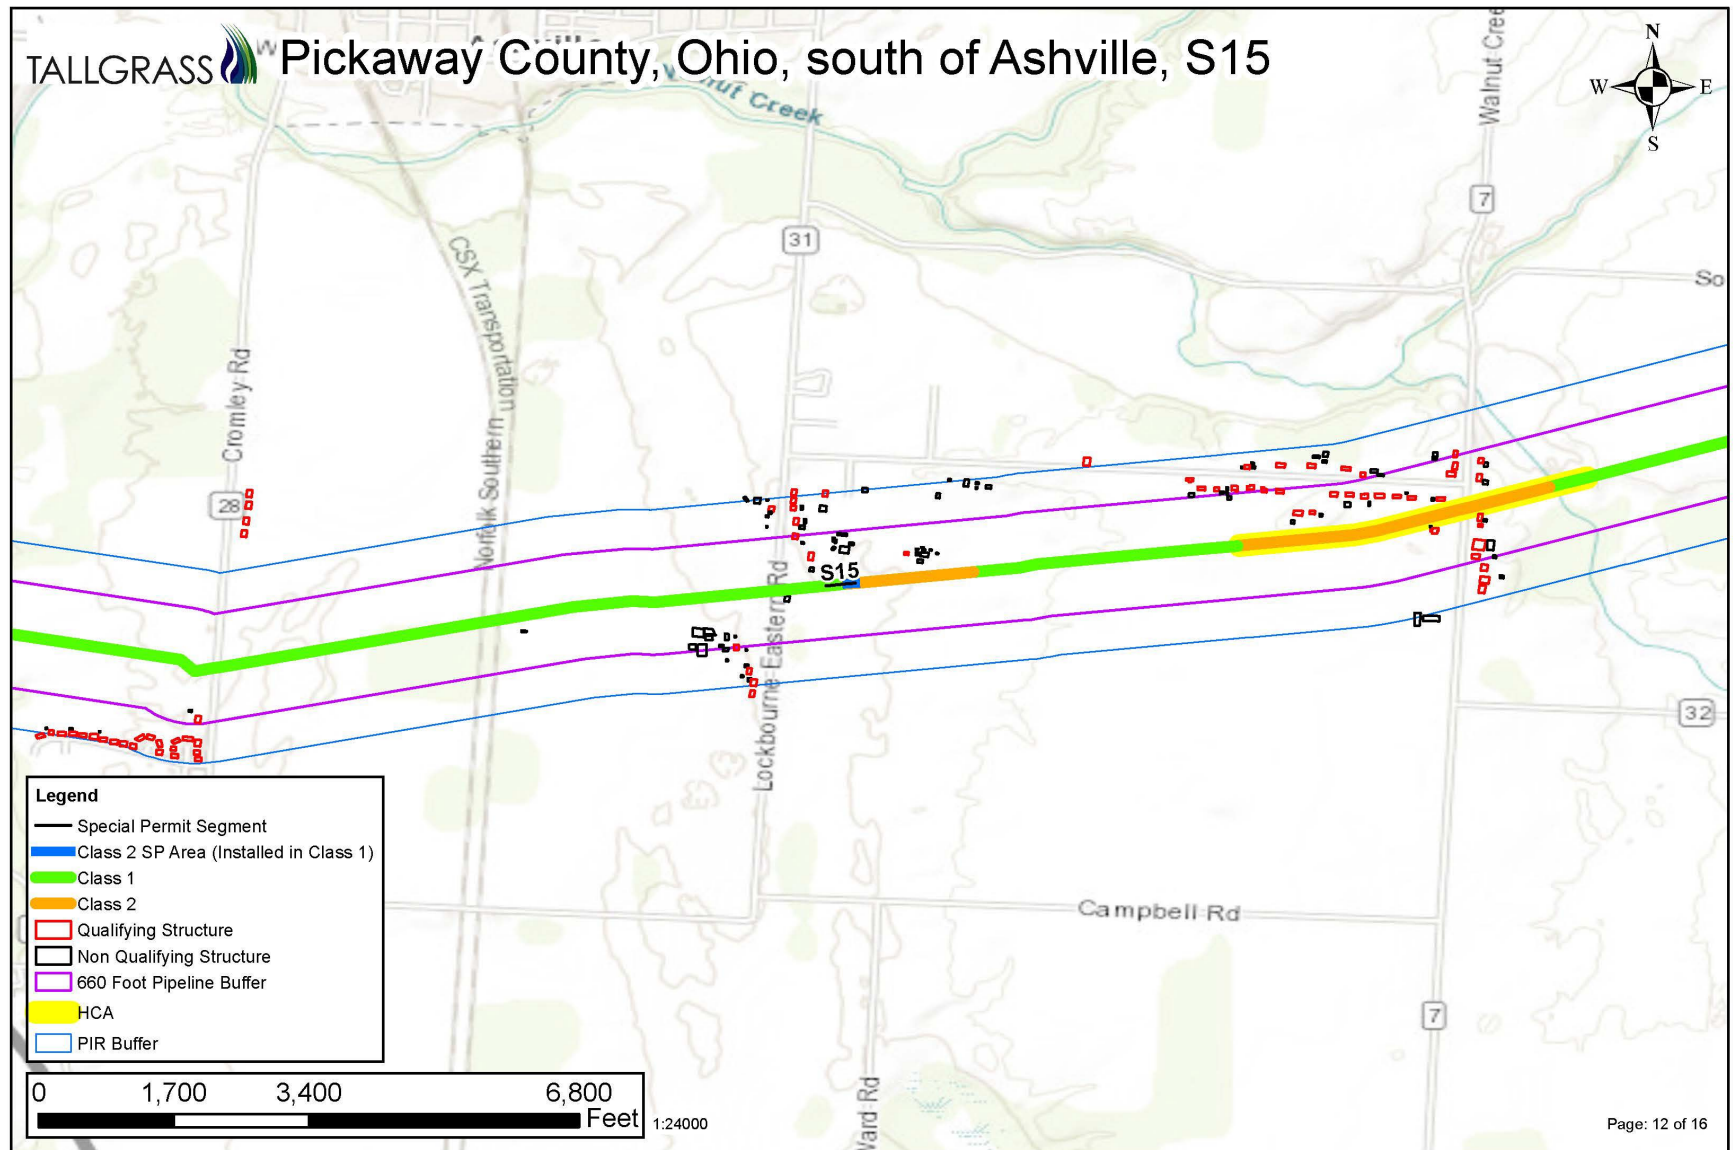 TALLGRASS
Pickaway County, Ohio, south of Ashville, S15
N
W E
S
Walnut Creek
Walnut Cree
7
31
So
CSX Transportation
Norfolk Southern
Cromley Rd
28
S15
Lockbourne Eastern Rd
32
Campbell Rd
7
Ward Rd
Legend
Special Permit Segment
Class 2 SP Area (Installed in Class 1)
Class 1
Class 2
Qualifying Structure
Non Qualifying Structure
660 Foot Pipeline Buffer
HCA
PIR Buffer
0 1,700 3,400 6,800
Feet
1:24000
Page: 12 of 16